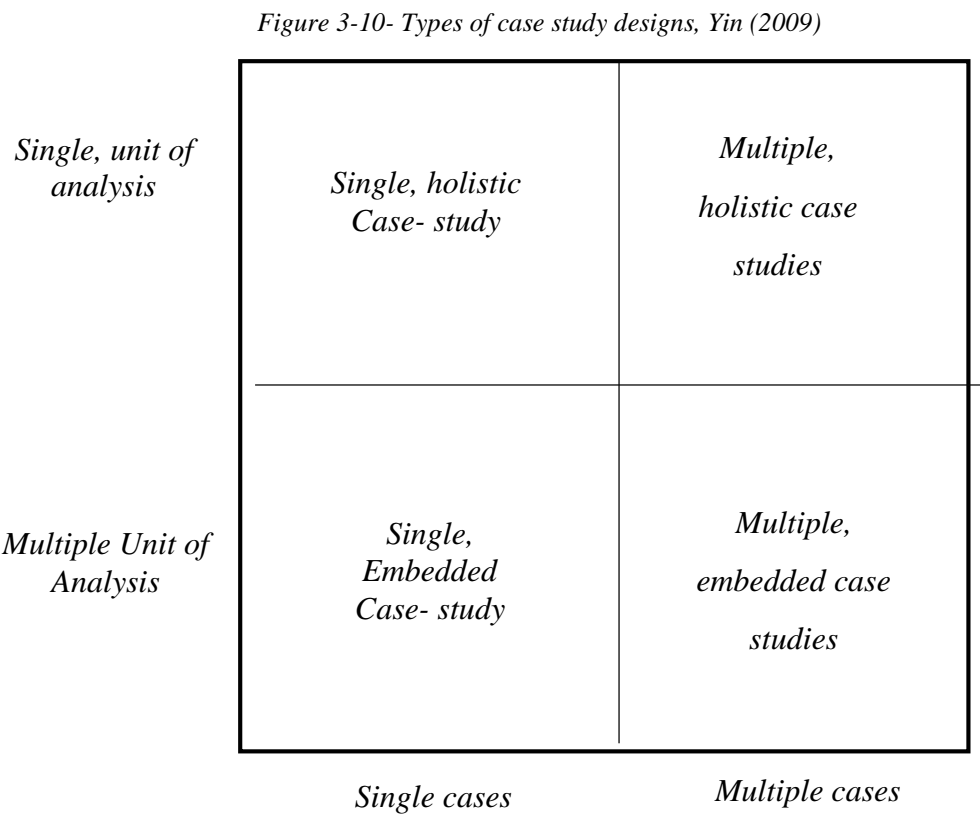 Figure 3-10- Types of case study designs, Yin (2009)
Single, unit of
analysis
Single, holistic
Case- study
Multiple,
holistic case
studies
Multiple Unit of
Analysis
Single,
Embedded
Case- study
Multiple,
embedded case
studies
Single cases
Multiple cases